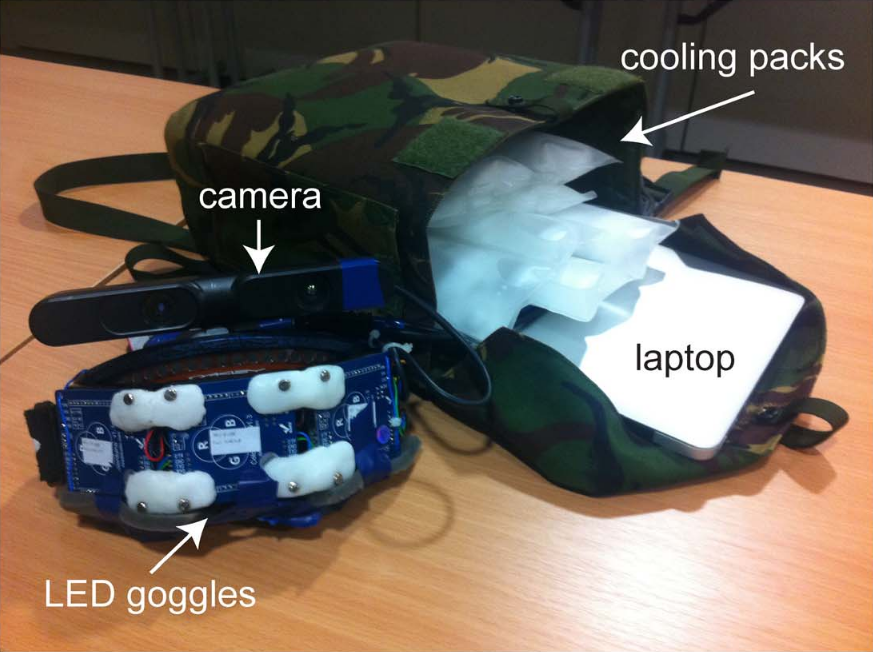 cooling packs
camera
laptop
R
B
G
B
LED goggles